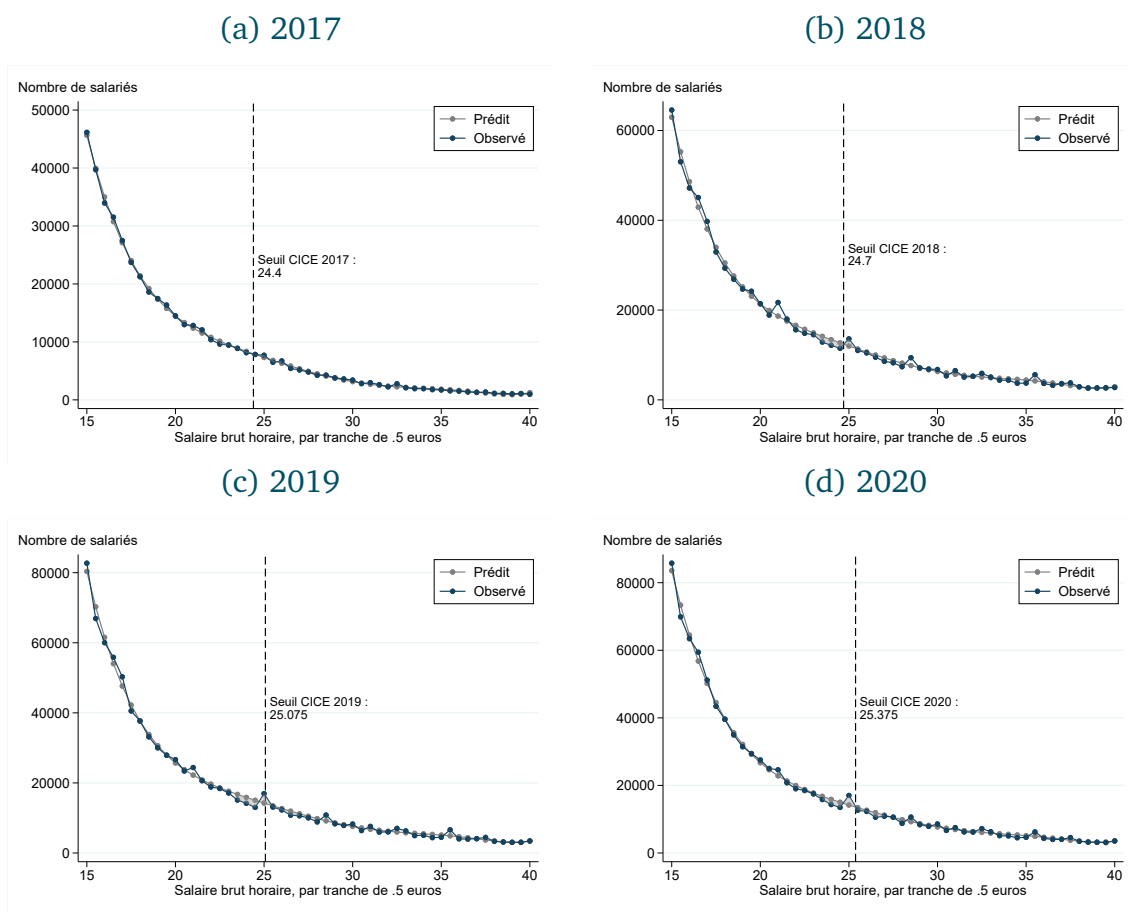 (a) 2017
Nombre de salariés
50000
40000
30000
20000
10000
0
Prédit
Observé
Seuil CICE 2017 :
24.4
15 20 25 30 35 40
Salaire brut horaire, par tranche de .5 euros
(b) 2018
Nombre de salariés
60000
40000
20000
0
Prédit
Observé
Seuil CICE 2018 :
24.7
15 20 25 30 35 40
Salaire brut horaire, par tranche de .5 euros
(c) 2019
Nombre de salariés
80000
60000
40000
20000
0
Prédit
Observé
Seuil CICE 2019 :
25.075
15 20 25 30 35 40
Salaire brut horaire, par tranche de .5 euros
(d) 2020
Nombre de salariés
80000
60000
40000
20000
0
Prédit
Observé
Seuil CICE 2020 :
25.375
15 20 25 30 35 40
Salaire brut horaire, par tranche de .5 euros